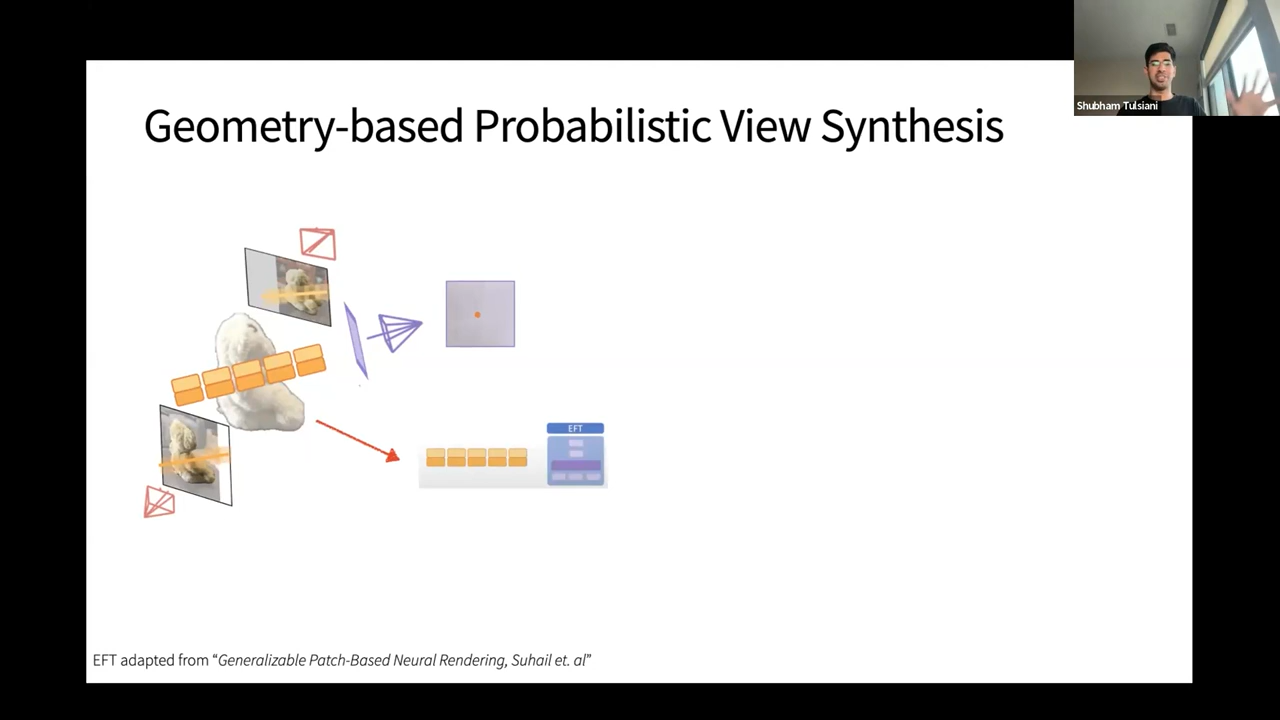 Shubham Tulsiani
Geometry-based Probabilistic View Synthesis
EFT
EFT adapted from “Generalizable Patch-Based Neural Rendering, Suhail et. al”